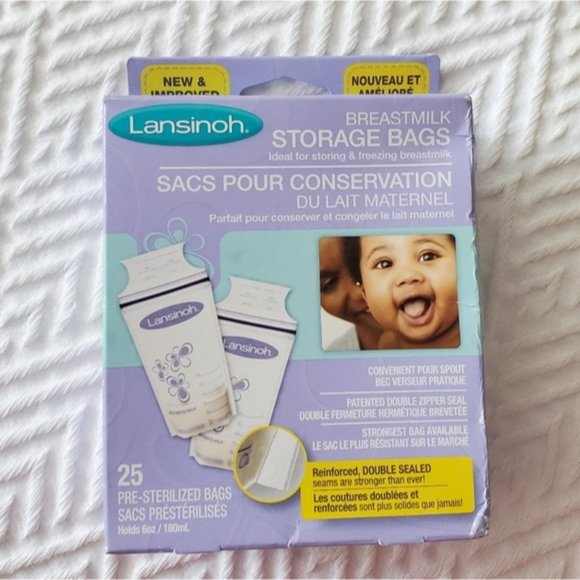 NEW &
IMPROVED
NOUVEAU ET
AMÉLIORÉ
Lansinoh®
BREASTMILK
STORAGE BAGS
Ideal for storing & freezing breastmilk
SACS POUR CONSERVATION
DU LAIT MATERNEL
Parfait pour conserver et congeler le lait maternel
Lansinoh
Lansinoh
CONVENIENT POUR SPOUT
BEC VERSEUR PRATIQUE
PATENTED DOUBLE ZIPPER SEAL
DOUBLE FERMETURE HERMÉTIQUE BREVETEE
STRONGEST BAG AVAILABLE
LE SAC LE PLUS RÉSISTANT SUR LE MARCHÉ
Reinforced, DOUBLE SEALED
seams are stronger than ever!
Les coutures doublées et
renforcées sont plus solides que jamais!
25
PRE-STERILIZED BAGS
SACS PRÉSTÉRILISÉS
Holds 6oz / 180mL